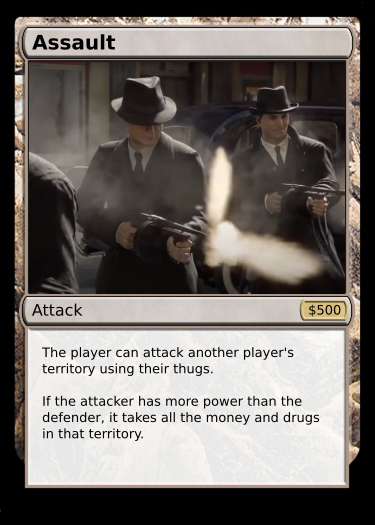 Assault
Attack
$500
The player can attack another player's
territory using their thugs.
If the attacker has more power than the
defender, it takes all the money and drugs
in that territory.